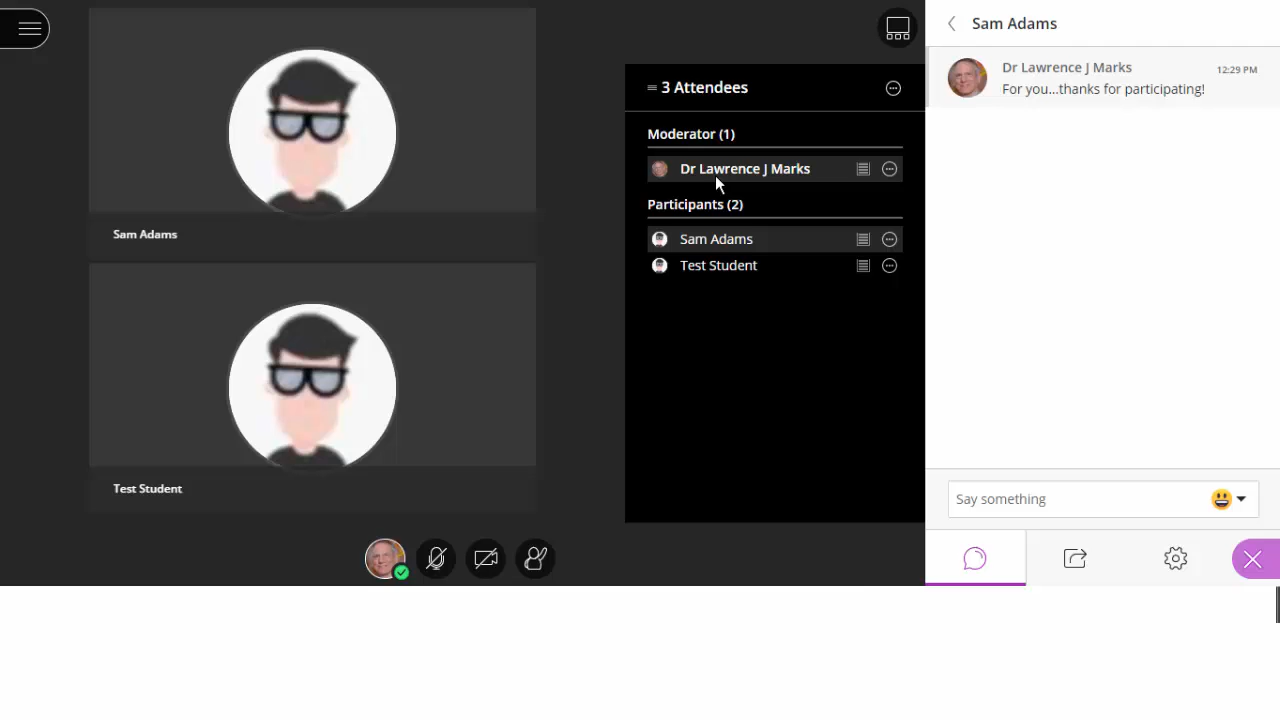 Sam Adams
Test Student
3 Attendees
Moderator (1)
Dr Lawrence J Marks
Participants (2)
Sam Adams
Test Student
Sam Adams
Dr Lawrence J Marks
12:29 PM
For you...thanks for participating!
Say something